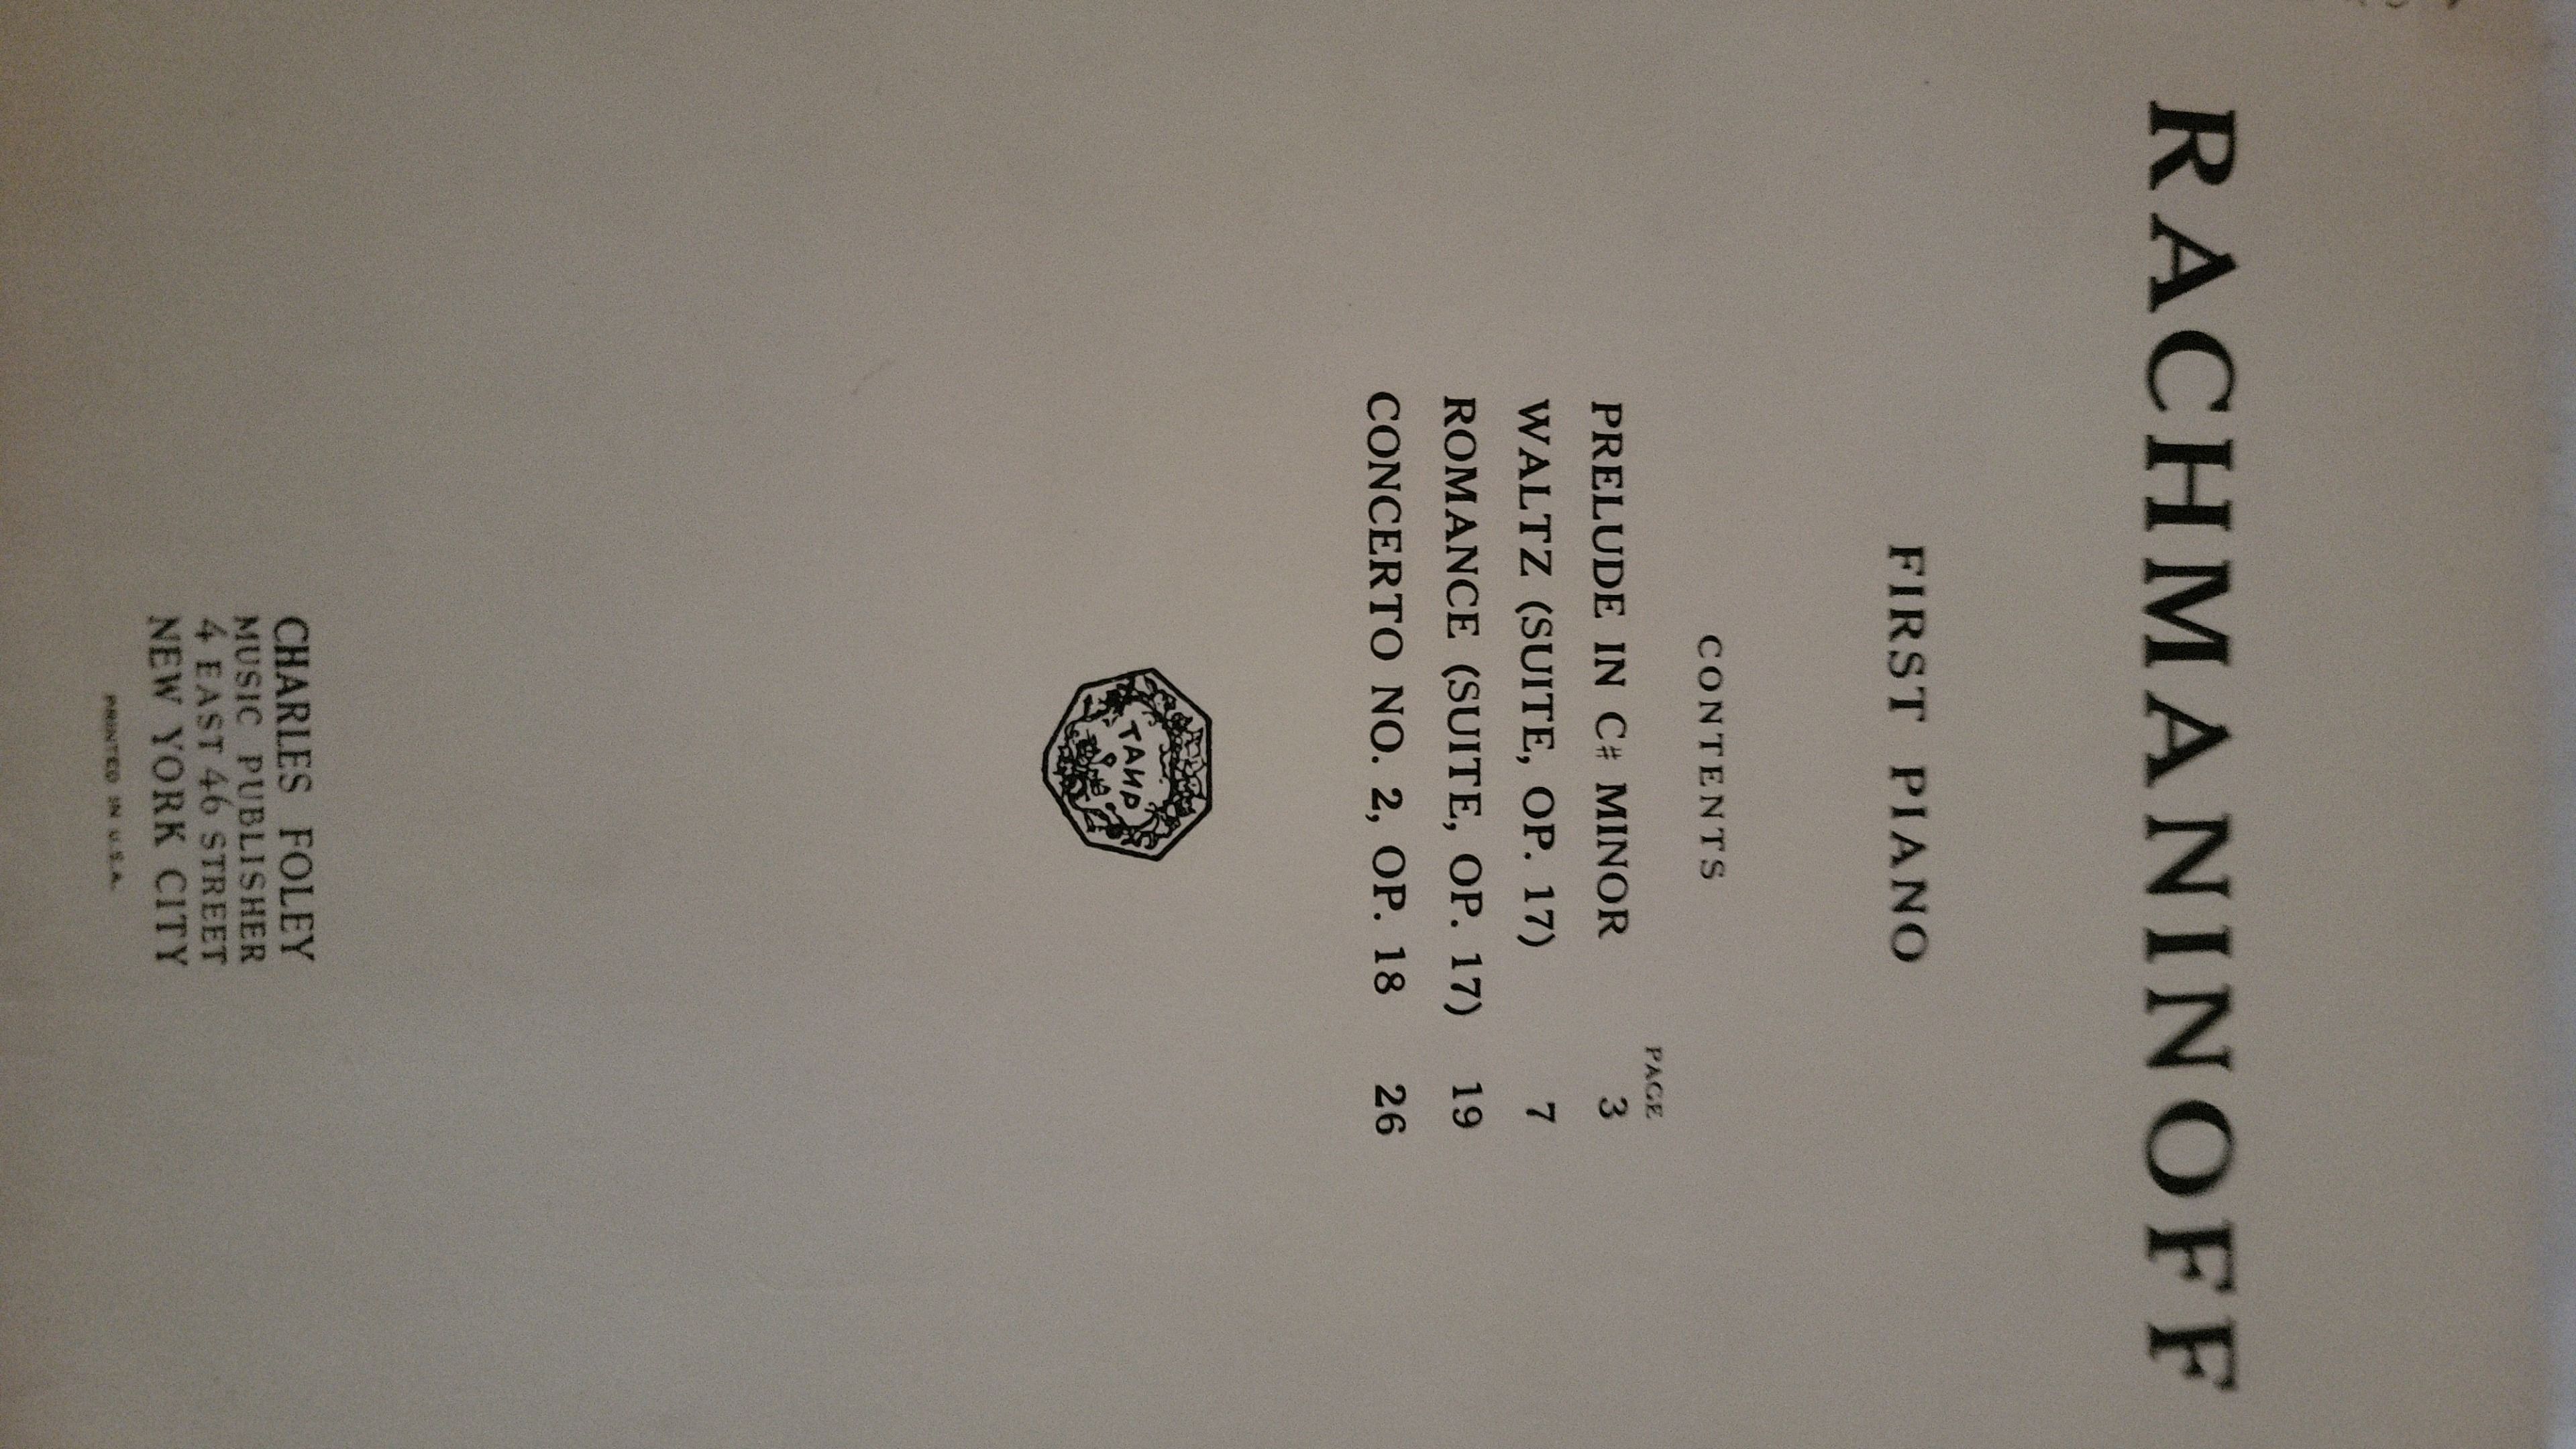 RACHMANINOFF
FIRST PIANO
CONTENTS
PAGE
PRELUDE IN C# MINOR 3
WALTZ (SUITE, OP. 17) 7
ROMANCE (SUITE, OP. 17) 19
CONCERTO NO. 2, OP. 18 26
ТАИР
CHARLES FOLEY
MUSIC PUBLISHER
4 EAST 46 STREET
NEW YORK CITY
PRINTED IN U.S.A.